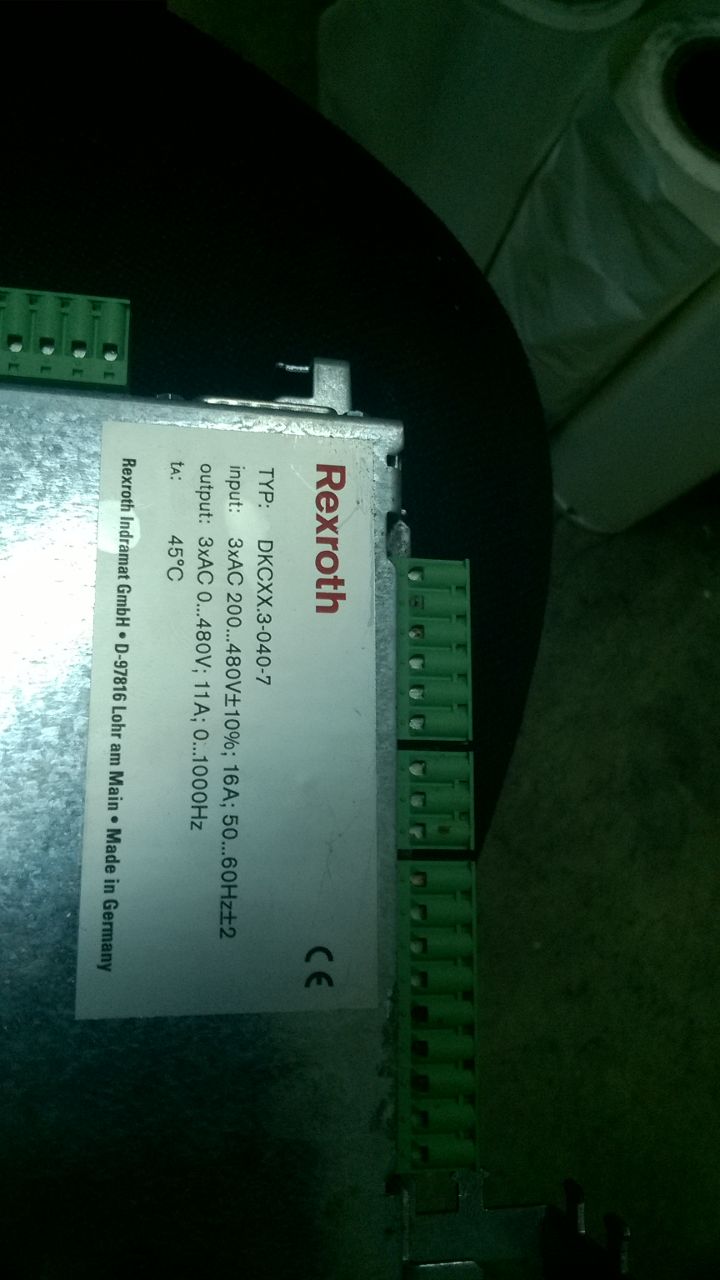 Rexroth
CE
TYP: DKCXX.3-040-7
input: 3xAC 200...480V±10%; 16A; 50...60Hz±2
output: 3xAC 0...480V; 11A; 0...1000Hz
tA: 45°C
Rexroth Indramat GmbH • D-97816 Lohr am Main • Made in Germany